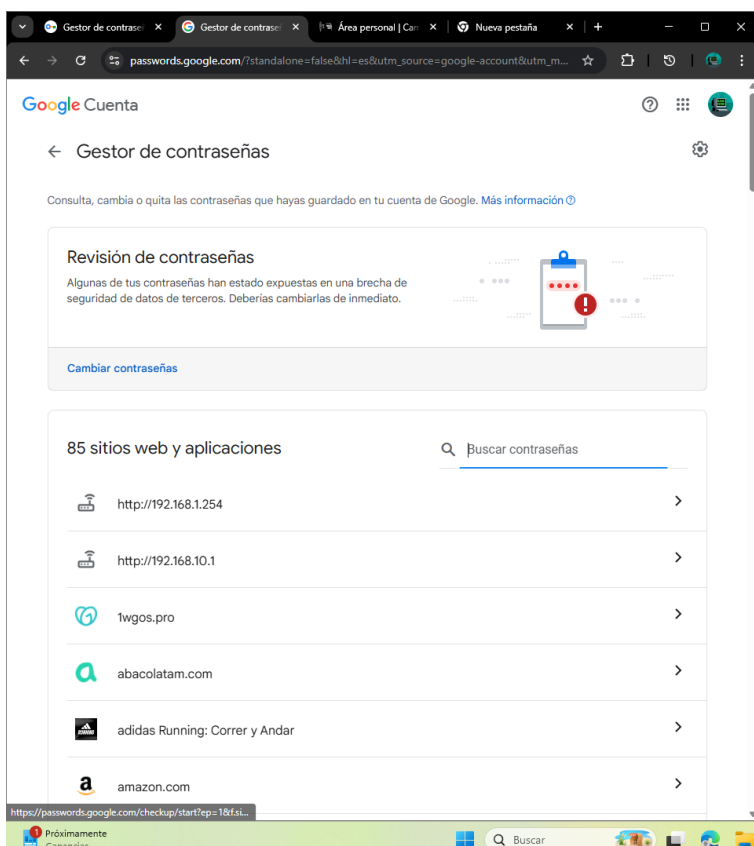 Gestor de contraseñ
Gestor de contraseñ
Área personal | Cam
Nueva pestaña
passwords.google.com/?standalone=false&hl=es&utm_source=google-account&utm_m...
Google Cuenta
Gestor de contraseñas
Consulta, cambia o quita las contraseñas que hayas guardado en tu cuenta de Google. Más información
Revisión de contraseñas
Algunas de tus contraseñas han estado expuestas en una brecha de
seguridad de datos de terceros. Deberías cambiarlas de inmediato.
Cambiar contraseñas
85 sitios web y aplicaciones
Buscar contraseñas
http://192.168.1.254
http://192.168.10.1
1wgos.pro
abacolatam.com
adidas Running: Correr y Andar
amazon.com
https://passwords.google.com/checkup/start?ep=1&f.si...
1
Próximamente
Ganancias
Buscar